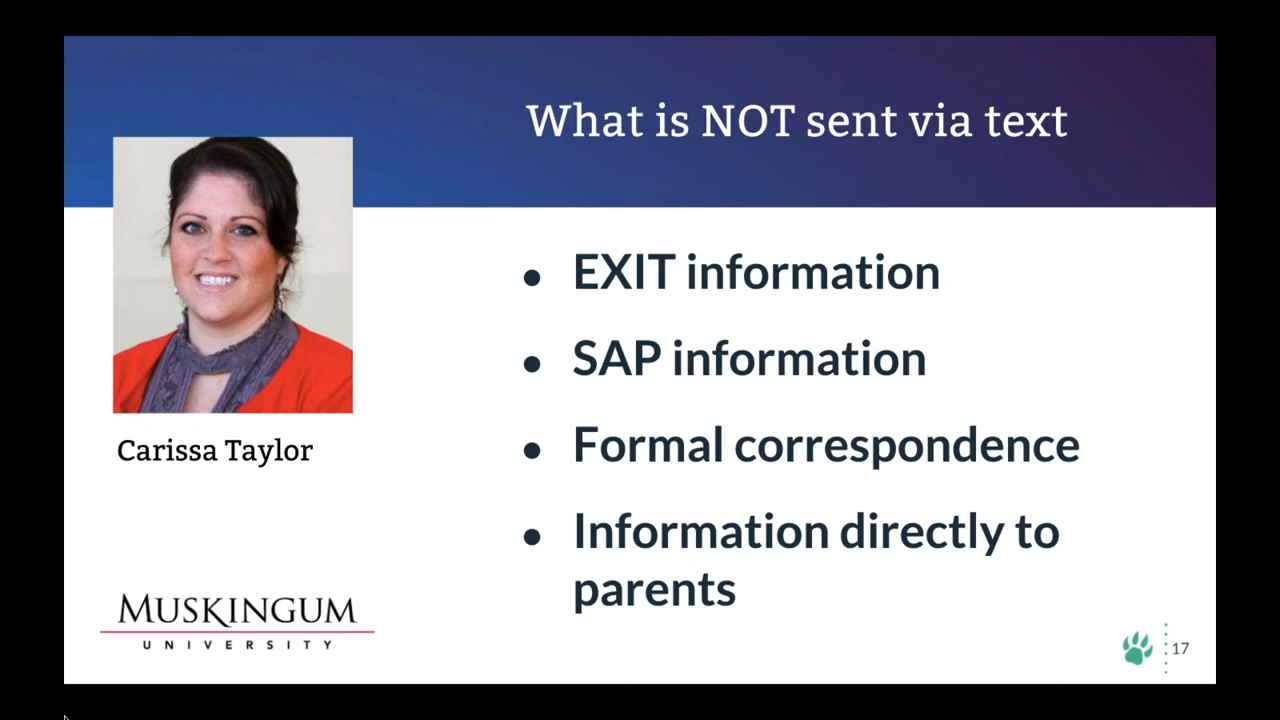 What is NOT sent via text
Carissa Taylor
MUSKINGUM
UNIVERSITY
● EXIT information
● SAP information
● Formal correspondence
● Information directly to
parents
17